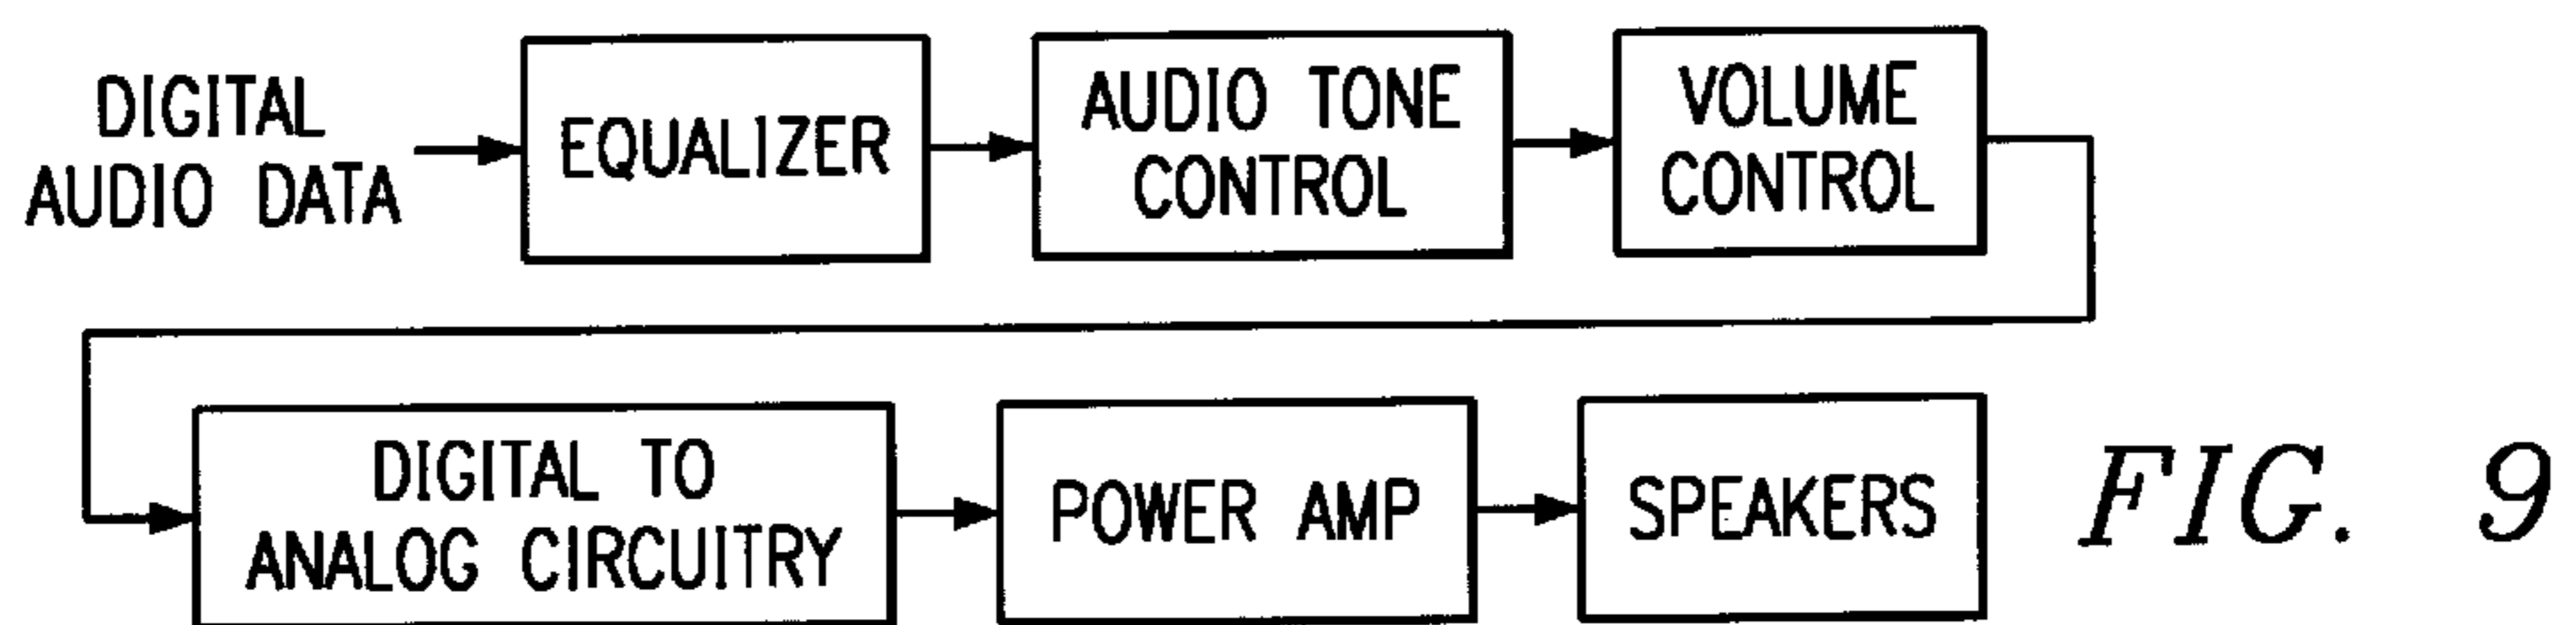 DIGITAL
AUDIO DATA
EQUALIZER
AUDIO TONE
CONTROL
VOLUME
CONTROL
DIGITAL TO
ANALOG CIRCUITRY
POWER AMP
SPEAKERS
FIG. 9